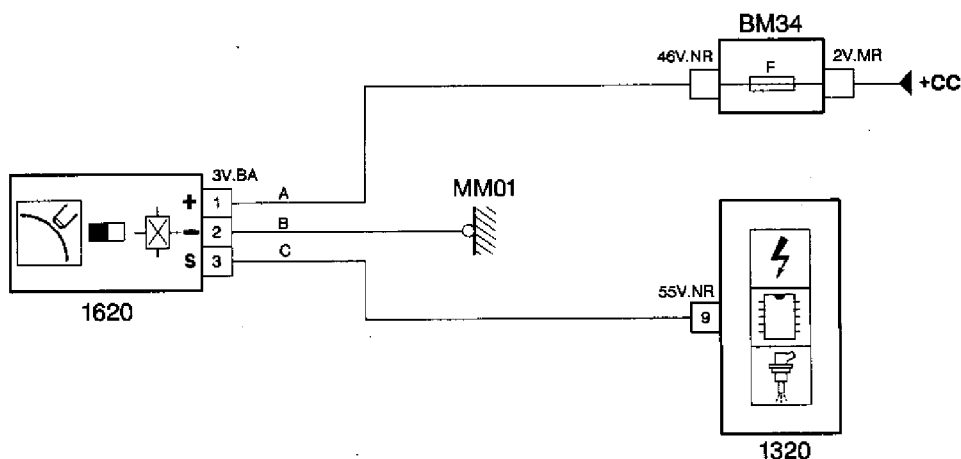 BM34
46V.NR
F
2V.MR
+CC
3V.BA
+ 1 A
- 2 B
S 3 C
MM01
1620
55V.NR
9
1320